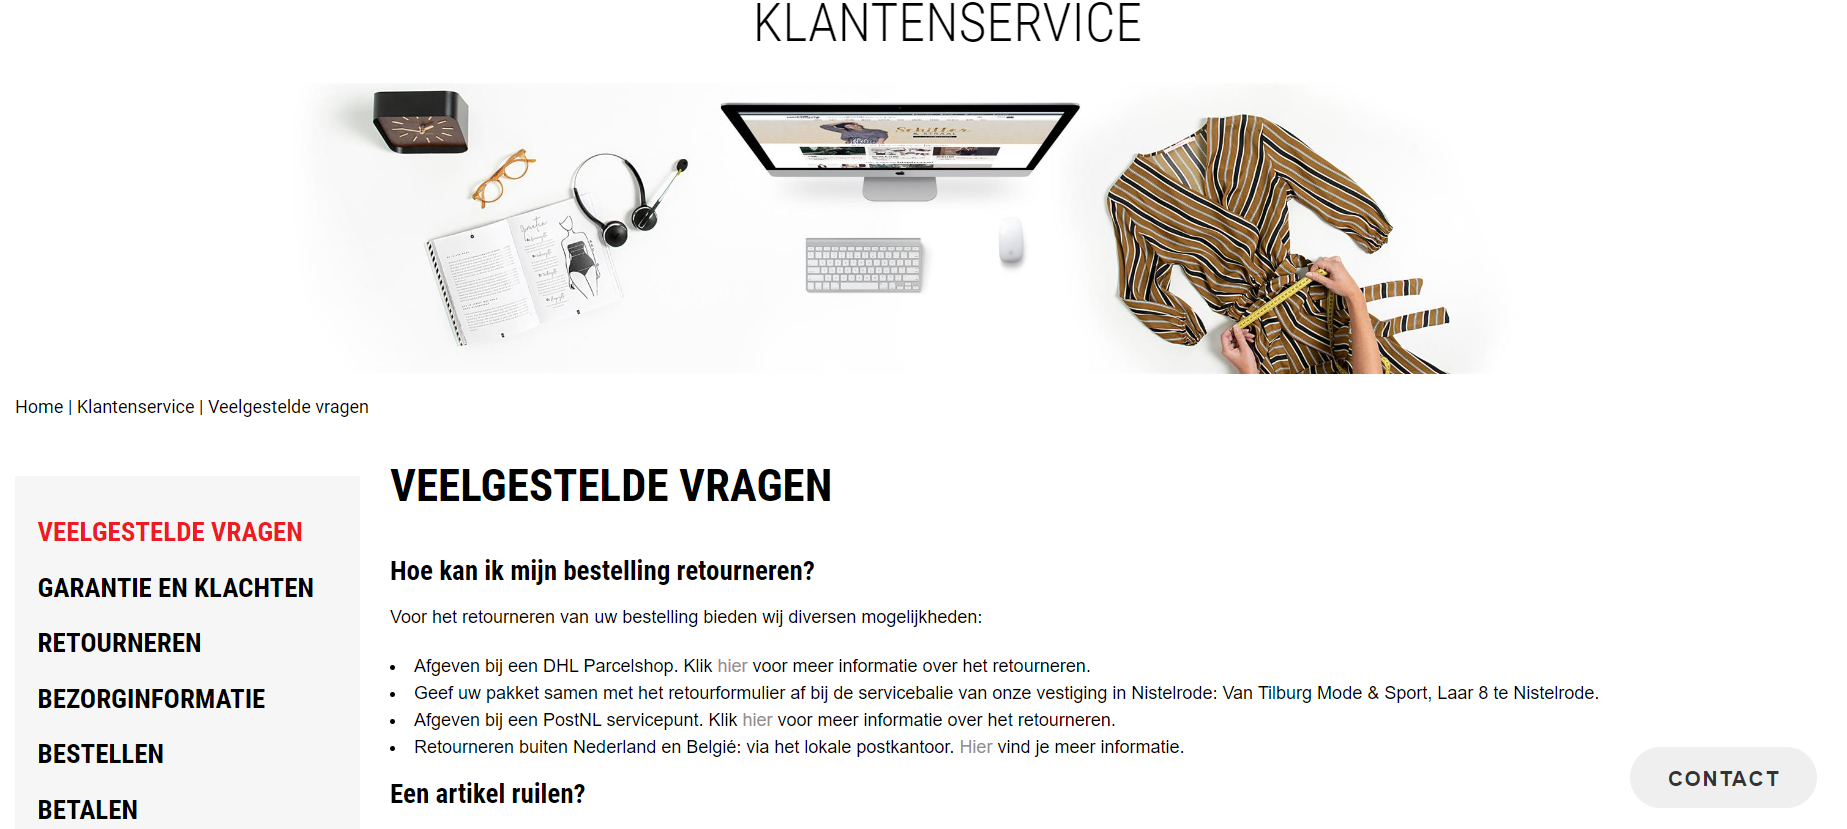 KLANTENSERVICE
Schitter
& STRAAL
Home | Klantenservice | Veelgestelde vragen
VEELGESTELDE VRAGEN
GARANTIE EN KLACHTEN
RETOURNEREN
BEZORGINFORMATIE
BESTELLEN
BETALEN
VEELGESTELDE VRAGEN
Hoe kan ik mijn bestelling retourneren?
Voor het retourneren van uw bestelling bieden wij diversen mogelijkheden:
• Afgeven bij een DHL Parcelshop. Klik hier voor meer informatie over het retourneren.
• Geef uw pakket samen met het retourformulier af bij de servicebalie van onze vestiging in Nistelrode: Van Tilburg Mode & Sport, Laar 8 te Nistelrode.
• Afgeven bij een PostNL servicepunt. Klik hier voor meer informatie over het retourneren.
• Retourneren buiten Nederland en Belgié: via het lokale postkantoor. Hier vind je meer informatie.
Een artikel ruilen?
CONTACT